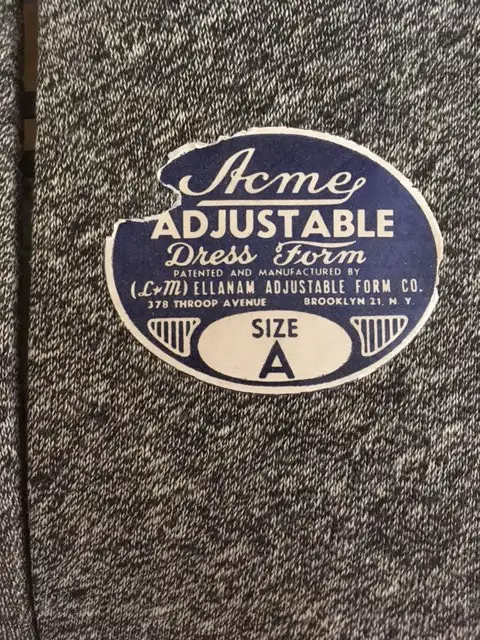 Acme
ADJUSTABLE
Dress Form
PATENTED AND MANUFACTURED BY
(L&M) ELLANAM ADJUSTABLE FORM CO.
378 THROOP AVENUE BROOKLYN 21, N. Y.
SIZE
A